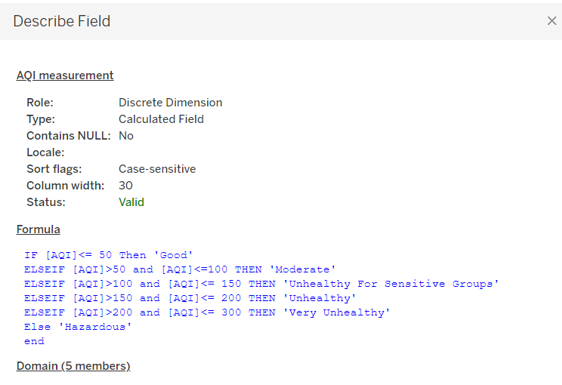 Describe Field
×
AQI measurement
Role: Discrete Dimension
Type: Calculated Field
Contains NULL: No
Locale:
Sort flags: Case-sensitive
Column width: 30
Status: Valid
Formula
IF [AQI]<= 50 Then 'Good'
ELSEIF [AQI]>50 and [AQI]<=100 THEN 'Moderate'
ELSEIF [AQI]>100 and [AQI]<= 150 THEN 'Unhealthy For Sensitive Groups'
ELSEIF [AQI]>150 and [AQI]<= 200 THEN 'Unhealthy'
ELSEIF [AQI]>200 and [AQI]<= 300 THEN 'Very Unhealthy'
Else 'Hazardous'
end
Domain (5 members)